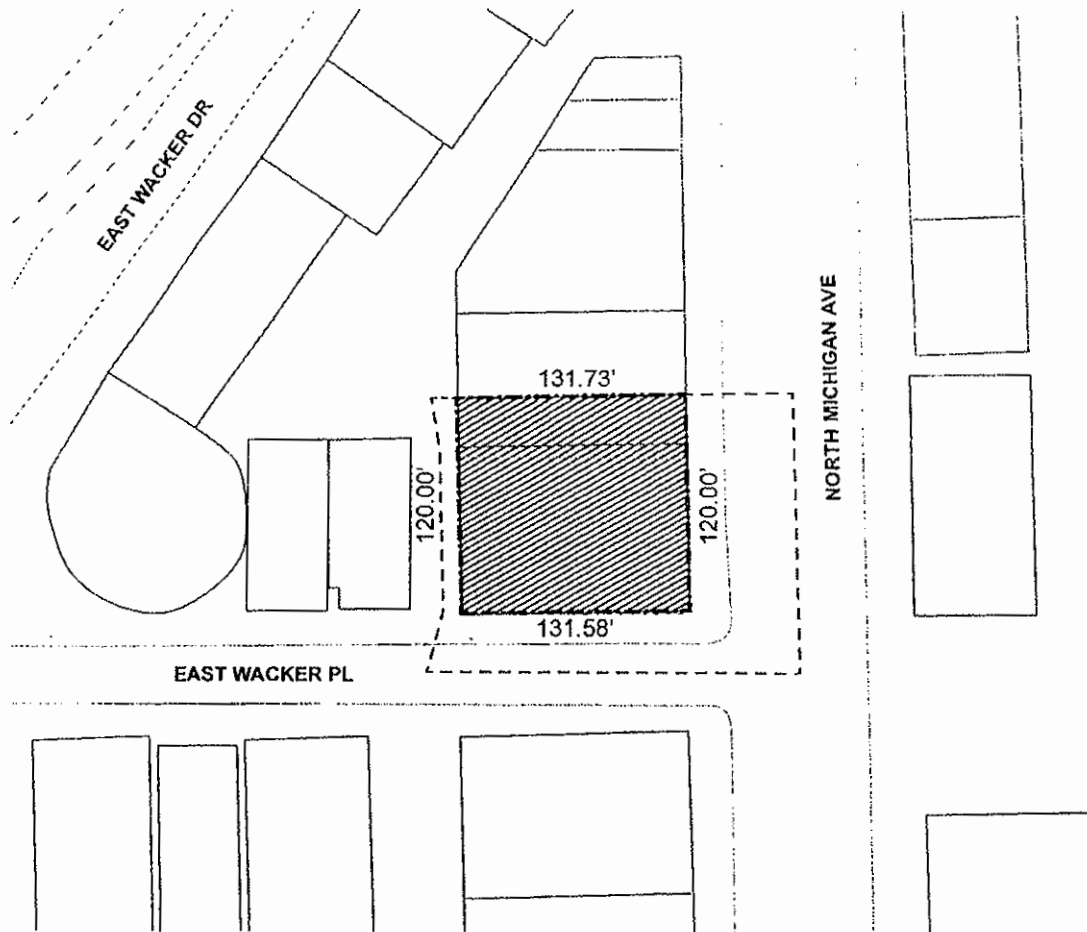 EAST WACKER DR
NORTH MICHIGAN AVE
131.73'
120.00'
120.00'
131.58'
EAST WACKER PL